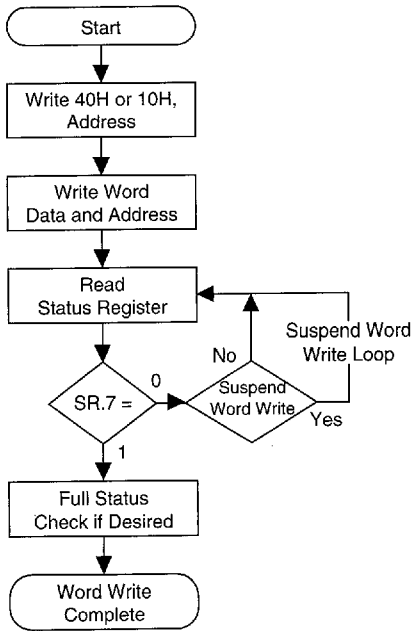 Start
Write 40H or 10H,
Address
Write Word
Data and Address
Read
Status Register
Suspend Word
Write Loop
No
SR.7 =
0
Suspend
Word Write
Yes
1
Full Status
Check if Desired
Word Write
Complete